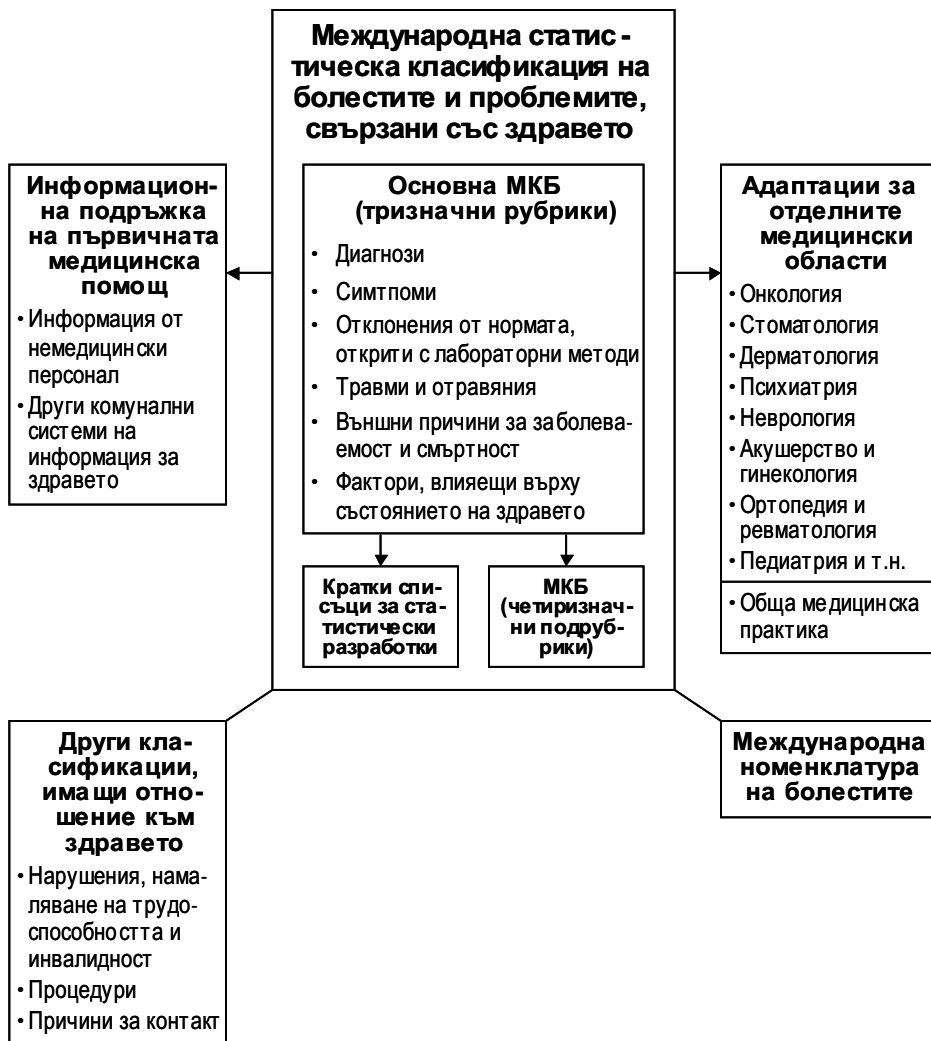 Международна статис-
тическа класификация на
болестите и проблемите,
свързани със здравето
Информацион-
на подръжка
на първичната
медицинска
помощ
• Информация от
немедицински
персонал
• Други комунални
системи на
информация за
здравето
Основна МКБ
(тризначни рубрики)
• Диагнози
• Симтпоми
• Отклонения от нормата,
открити с лабораторни методи
• Травми и отравяния
• Външни причини за заболева-
емост и смъртност
• Фактори, влияещи върху
състоянието на здравето
Кратки спи-
съци за ста-
тистически
разработки
МКБ
(четиризнач-
ни подруб-
рики)
Адаптации за
отделните
медицински
области
• Онкология
• Стоматология
• Дерматология
• Психиатрия
• Неврология
• Акушерство и
гинекология
• Ортопедия и
ревматология
• Педиатрия и т.н.
• Обща медицинска
практика
Други кла-
сификации,
имащи отно-
шение към
здравето
• Нарушения, нама-
ляване на трудо-
способността и
инвалидност
• Процедури
• Причини за контакт
Международна
номенклатура
на болестите